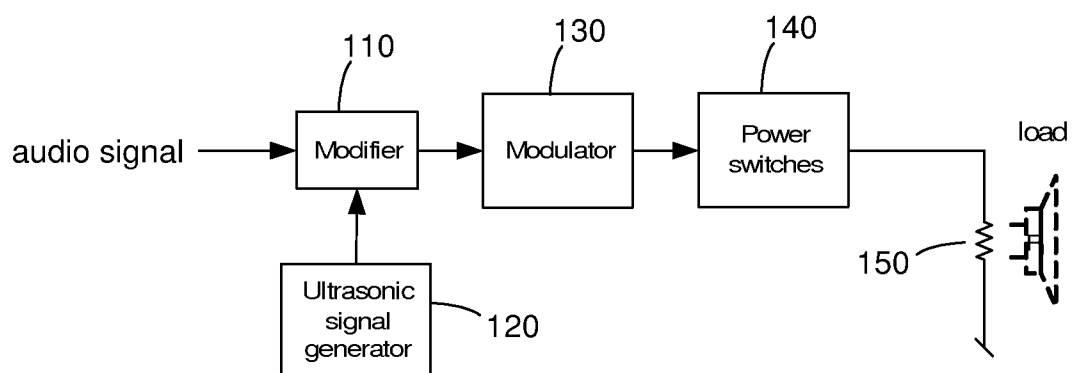 110
130
140
load
audio signal
Modifier
Modulator
Power
switches
150
Ultrasonic
signal
generator
120